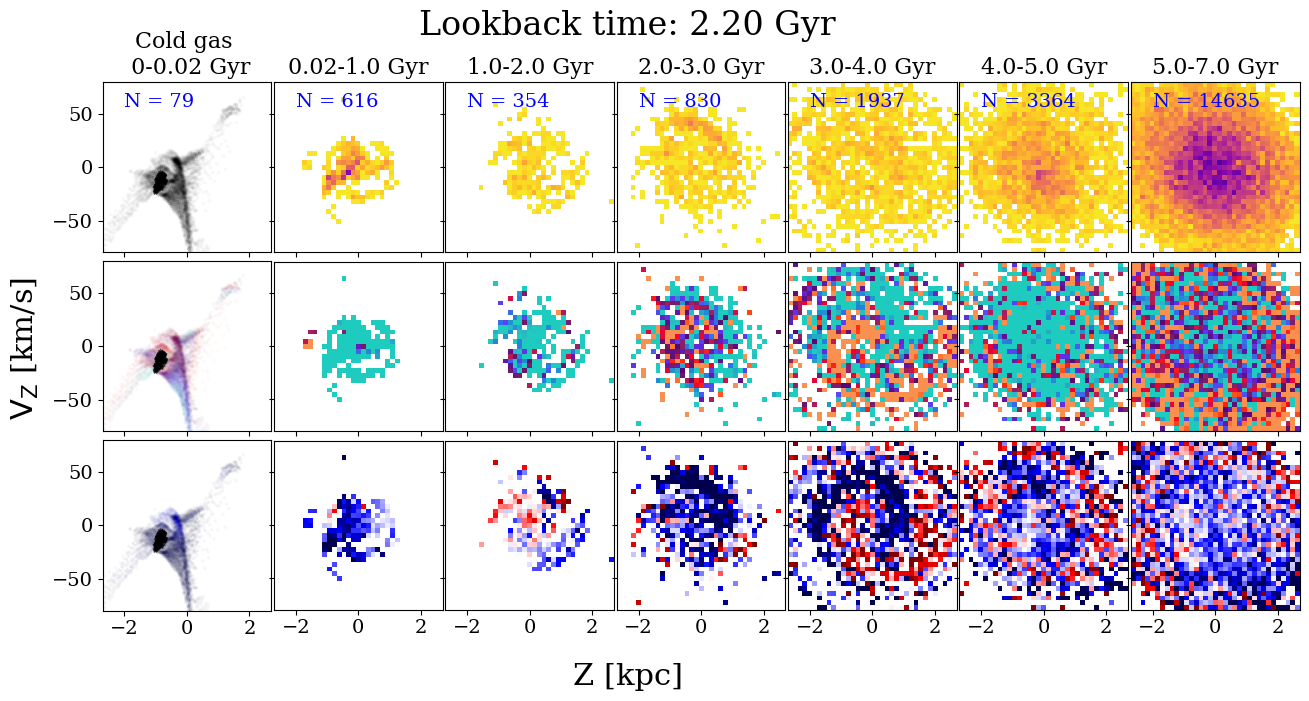 Lookback time: 2.20 Gyr
Cold gas
0-0.02 Gyr 0.02-1.0 Gyr 1.0-2.0 Gyr 2.0-3.0 Gyr 3.0-4.0 Gyr 4.0-5.0 Gyr 5.0-7.0 Gyr
N = 79 N = 616 N = 354 N = 830 N = 1937 N = 3364 N = 14635
50
0
−50
50
0
−50
50
0
−50
V_Z [km/s]
−2 0 2 −2 0 2 −2 0 2 −2 0 2 −2 0 2 −2 0 2 −2 0 2
Z [kpc]